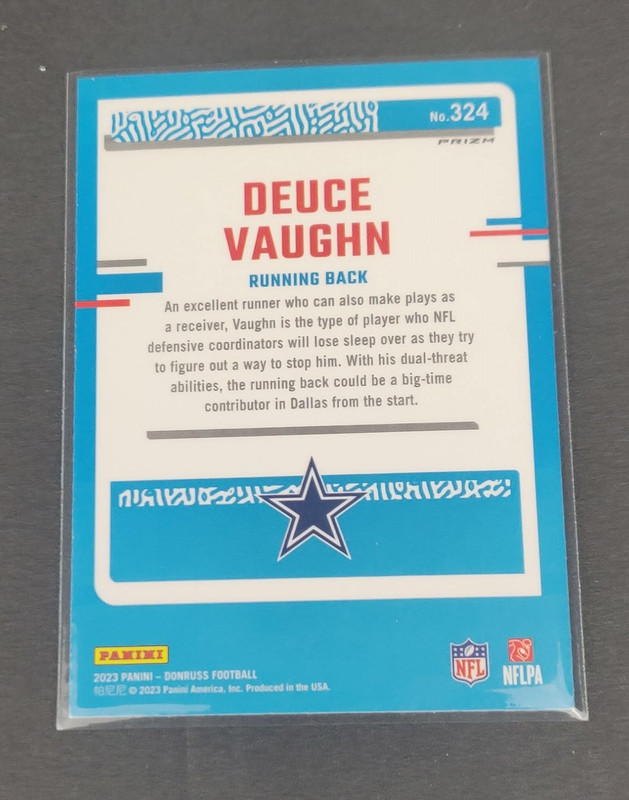 No.324
PRIZM
DEUCE
VAUGHN
RUNNING BACK
An excellent runner who can also make plays as
a receiver, Vaughn is the type of player who NFL
defensive coordinators will lose sleep over as they try
to figure out a way to stop him. With his dual-threat
abilities, the running back could be a big-time
contributor in Dallas from the start.
PANINI
2023 PANINI – DONRUSS FOOTBALL
帕尼尼 © 2023 Panini America, Inc. Produced in the USA.
NFL
NFLPA